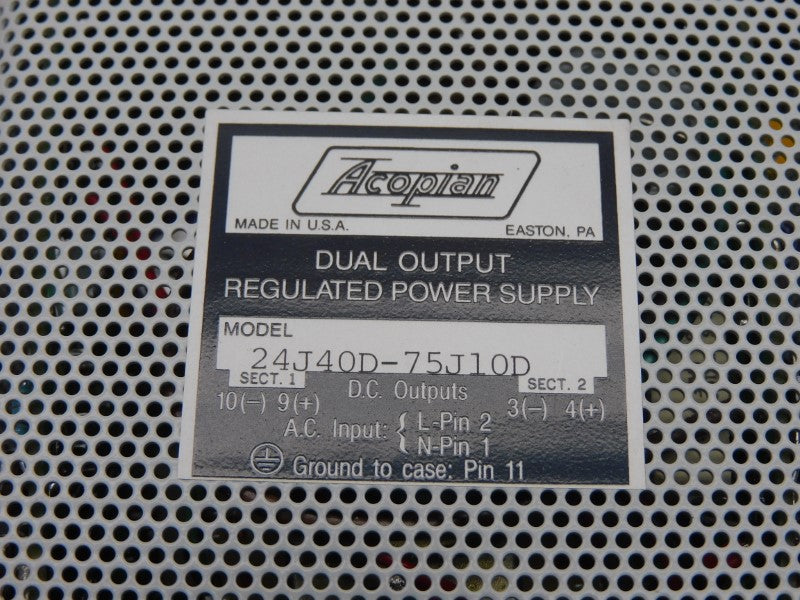 Acopian
MADE IN U.S.A. EASTON, PA
DUAL OUTPUT
REGULATED POWER SUPPLY
MODEL
24J40D-75J10D
SECT. 1 D.C. Outputs SECT. 2
10(-) 9(+) 3(-) 4(+)
A.C. Input: { L-Pin 2
N-Pin 1
Ground to case: Pin 11